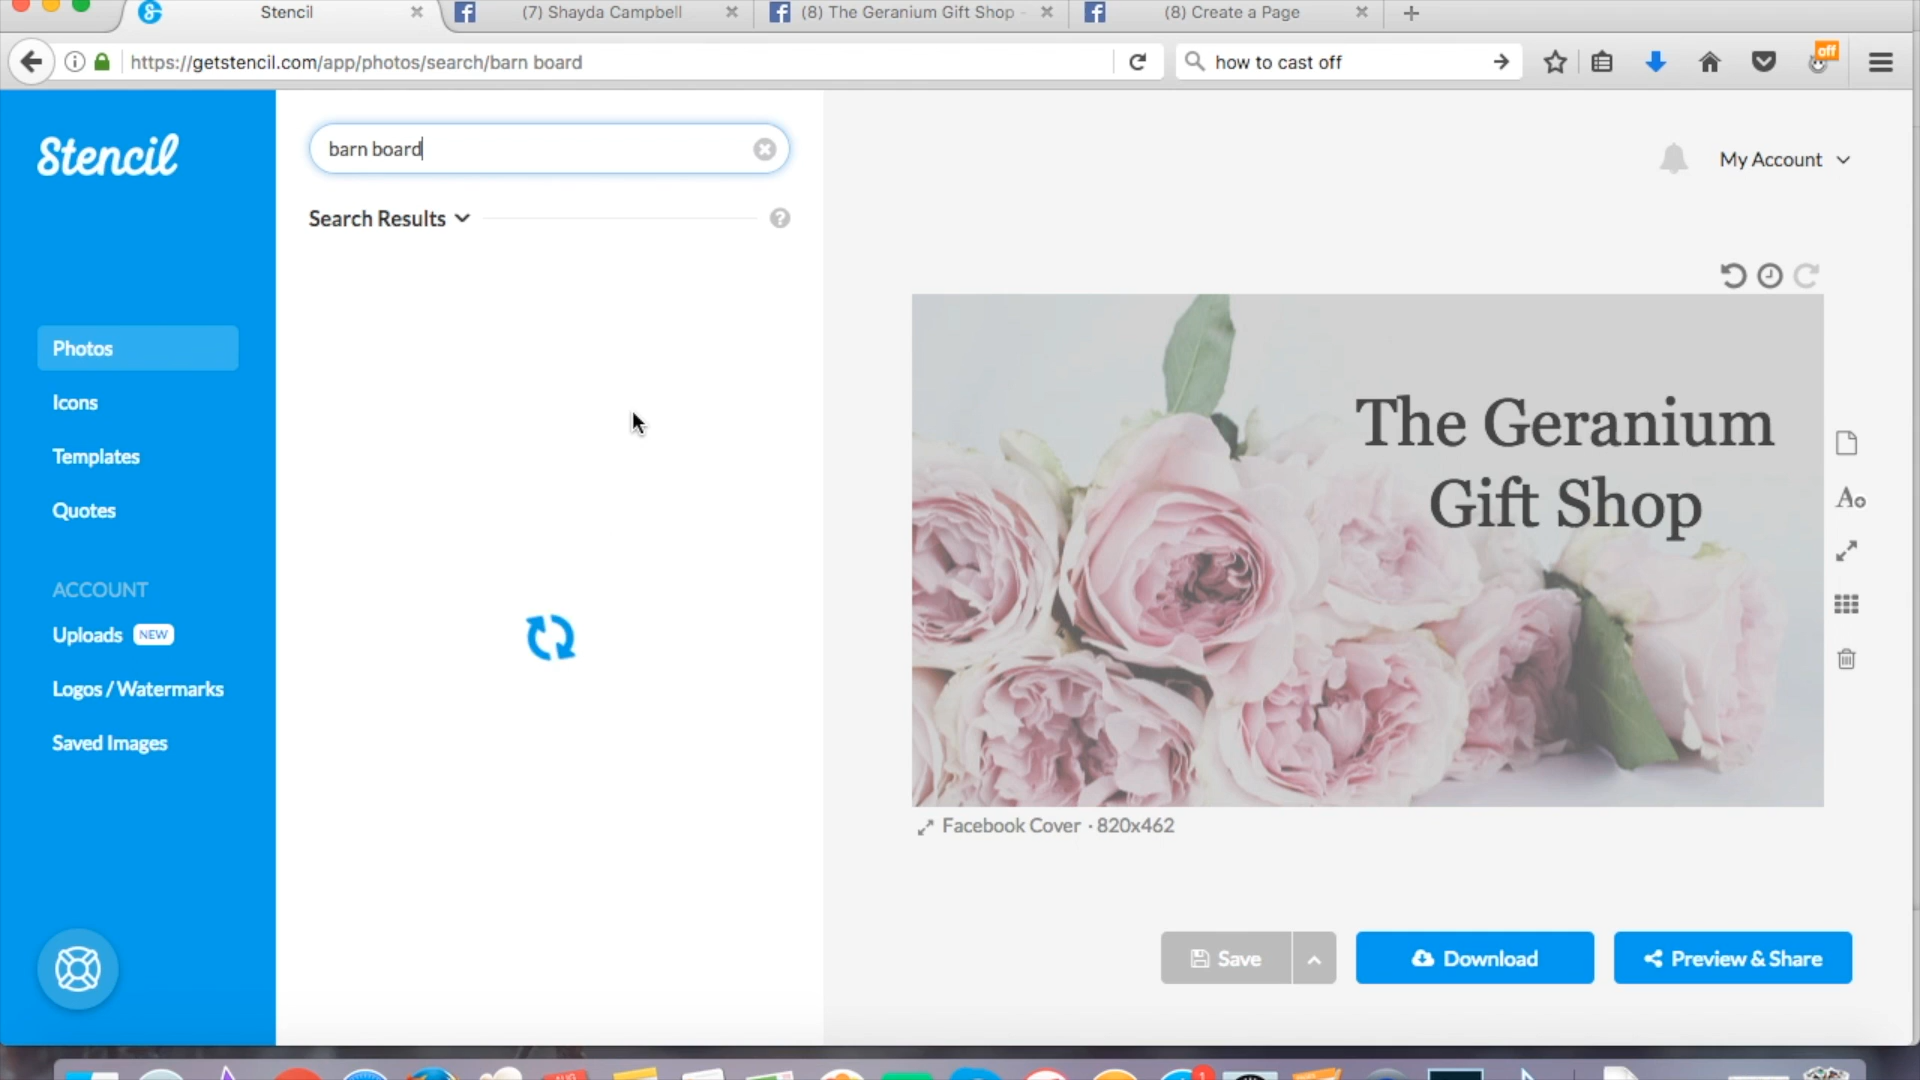 Stencil
(7) Shayda Campbell
(8) The Geranium Gift Shop -
(8) Create a Page
https://getstencil.com/app/photos/search/barn board
how to cast off
off
Stencil
barn board
My Account
Search Results
Photos
Icons
Templates
Quotes
ACCOUNT
Uploads NEW
Logos / Watermarks
Saved Images
The Geranium
Gift Shop
Facebook Cover · 820x462
Save
Download
Preview & Share
AUG
1